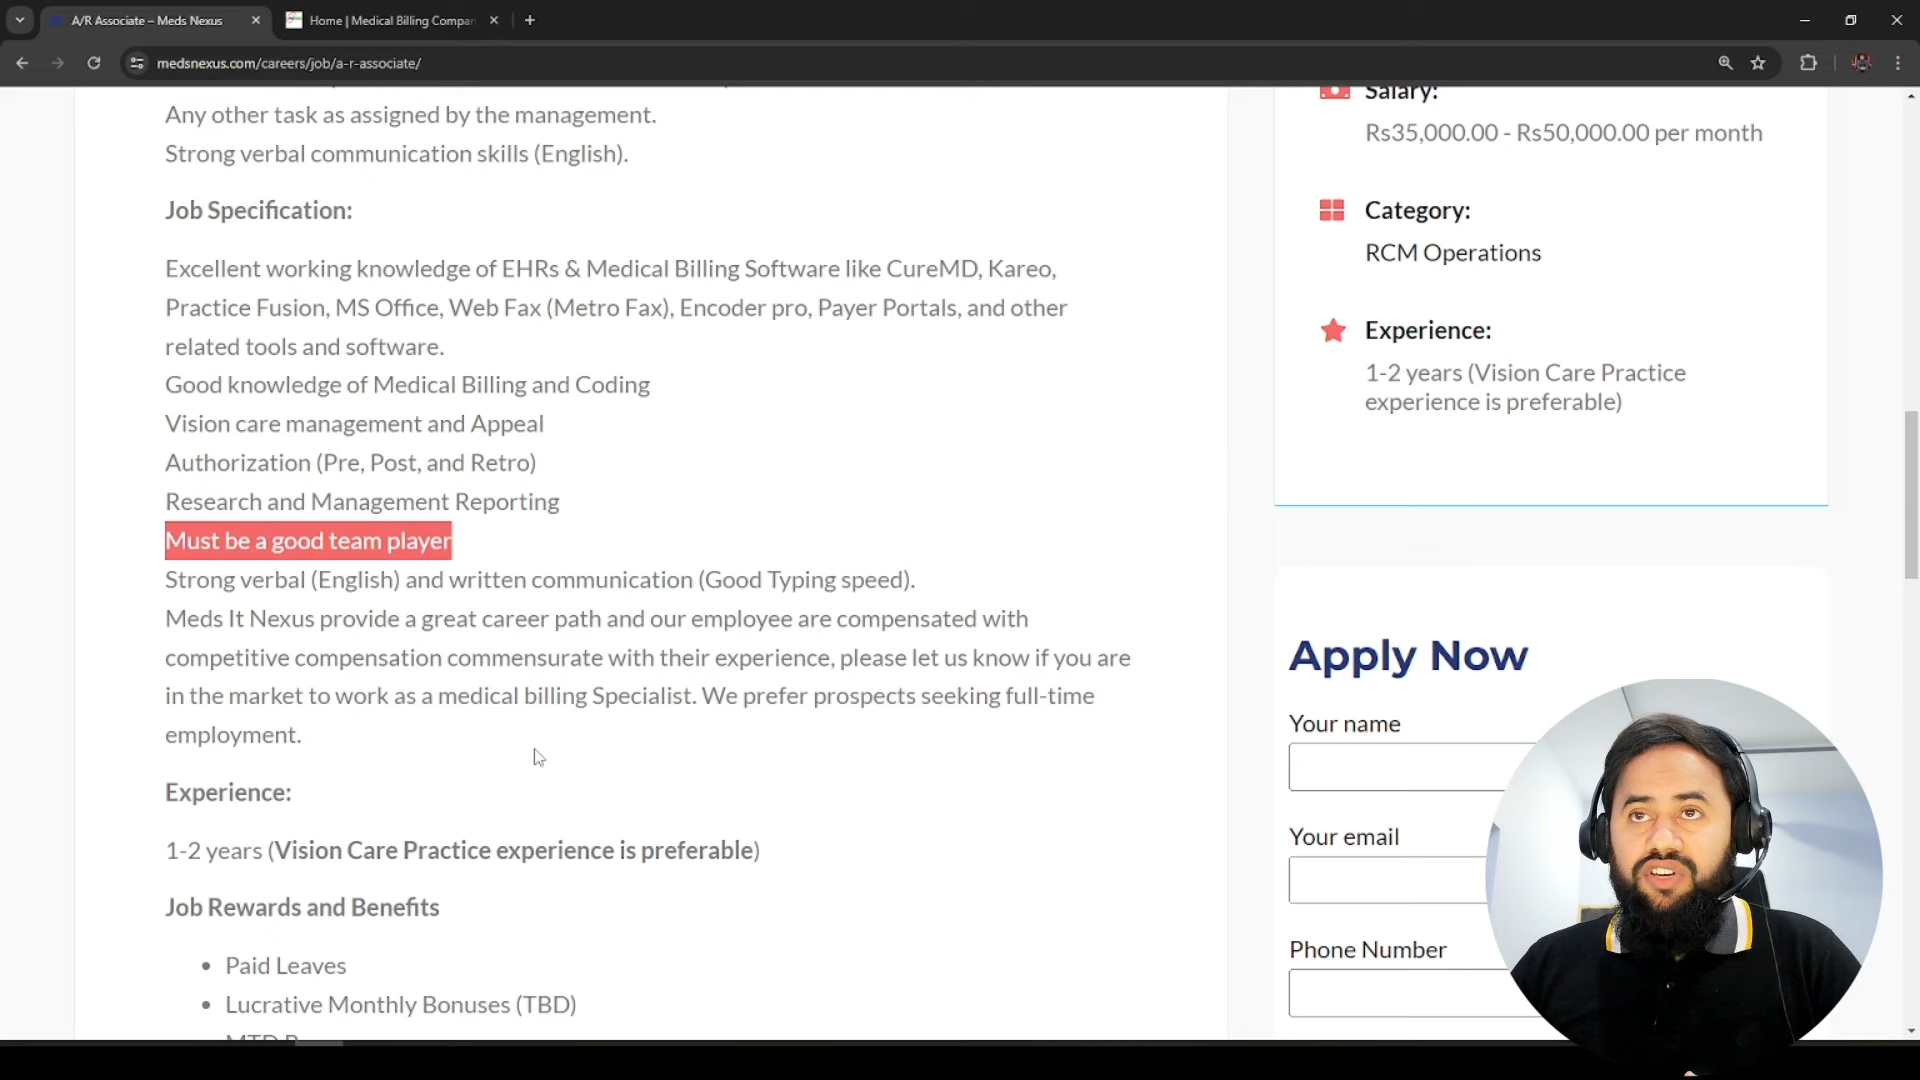 A/R Associate – Meds Nexus
Home | Medical Billing Compan
medsnexus.com/careers/job/a-r-associate/
Any other task as assigned by the management.
Strong verbal communication skills (English).
Job Specification:
Excellent working knowledge of EHRs & Medical Billing Software like CureMD, Kareo,
Practice Fusion, MS Office, Web Fax (Metro Fax), Encoder pro, Payer Portals, and other
related tools and software.
Good knowledge of Medical Billing and Coding
Vision care management and Appeal
Authorization (Pre, Post, and Retro)
Research and Management Reporting
Must be a good team player
Strong verbal (English) and written communication (Good Typing speed).
Meds It Nexus provide a great career path and our employee are compensated with
competitive compensation commensurate with their experience, please let us know if you are
in the market to work as a medical billing Specialist. We prefer prospects seeking full-time
employment.
Experience:
1-2 years (Vision Care Practice experience is preferable)
Job Rewards and Benefits
Paid Leaves
Lucrative Monthly Bonuses (TBD)
Salary:
Rs35,000.00 - Rs50,000.00 per month
Category:
RCM Operations
Experience:
1-2 years (Vision Care Practice
experience is preferable)
Apply Now
Your name
Your email
Phone Number